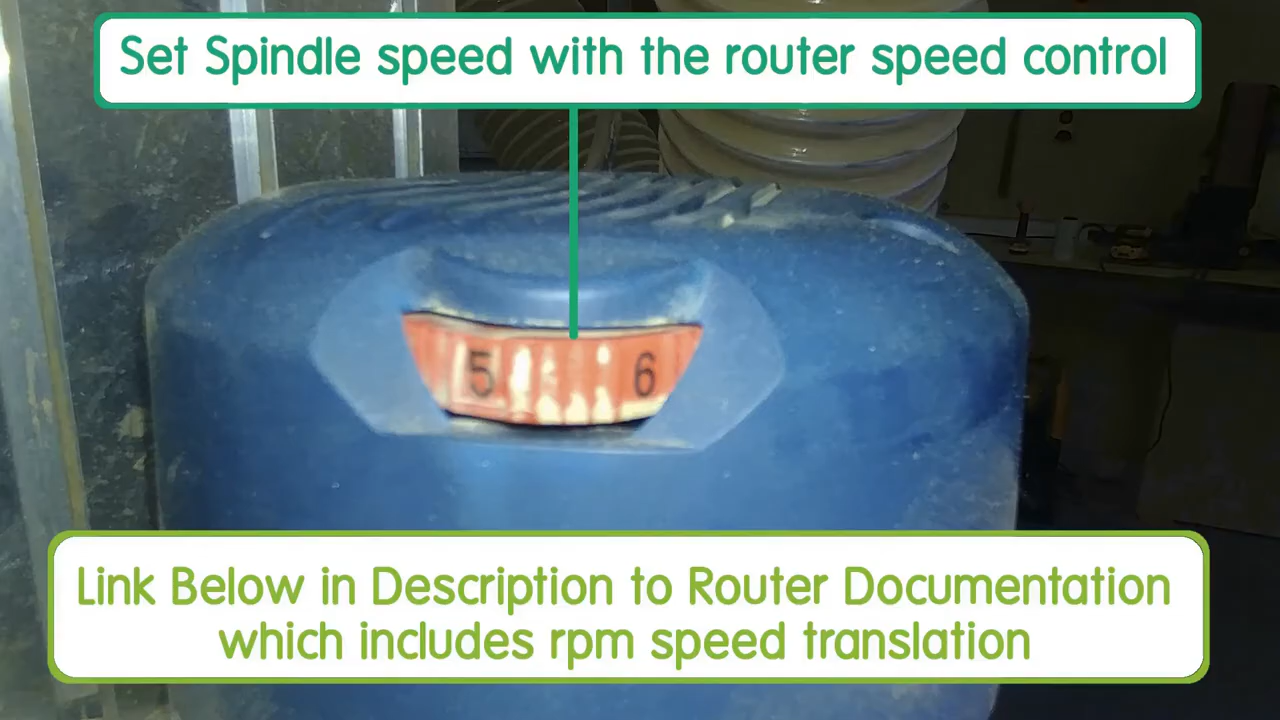 Set Spindle speed with the router speed control
5 6
Link Below in Description to Router Documentation
which includes rpm speed translation